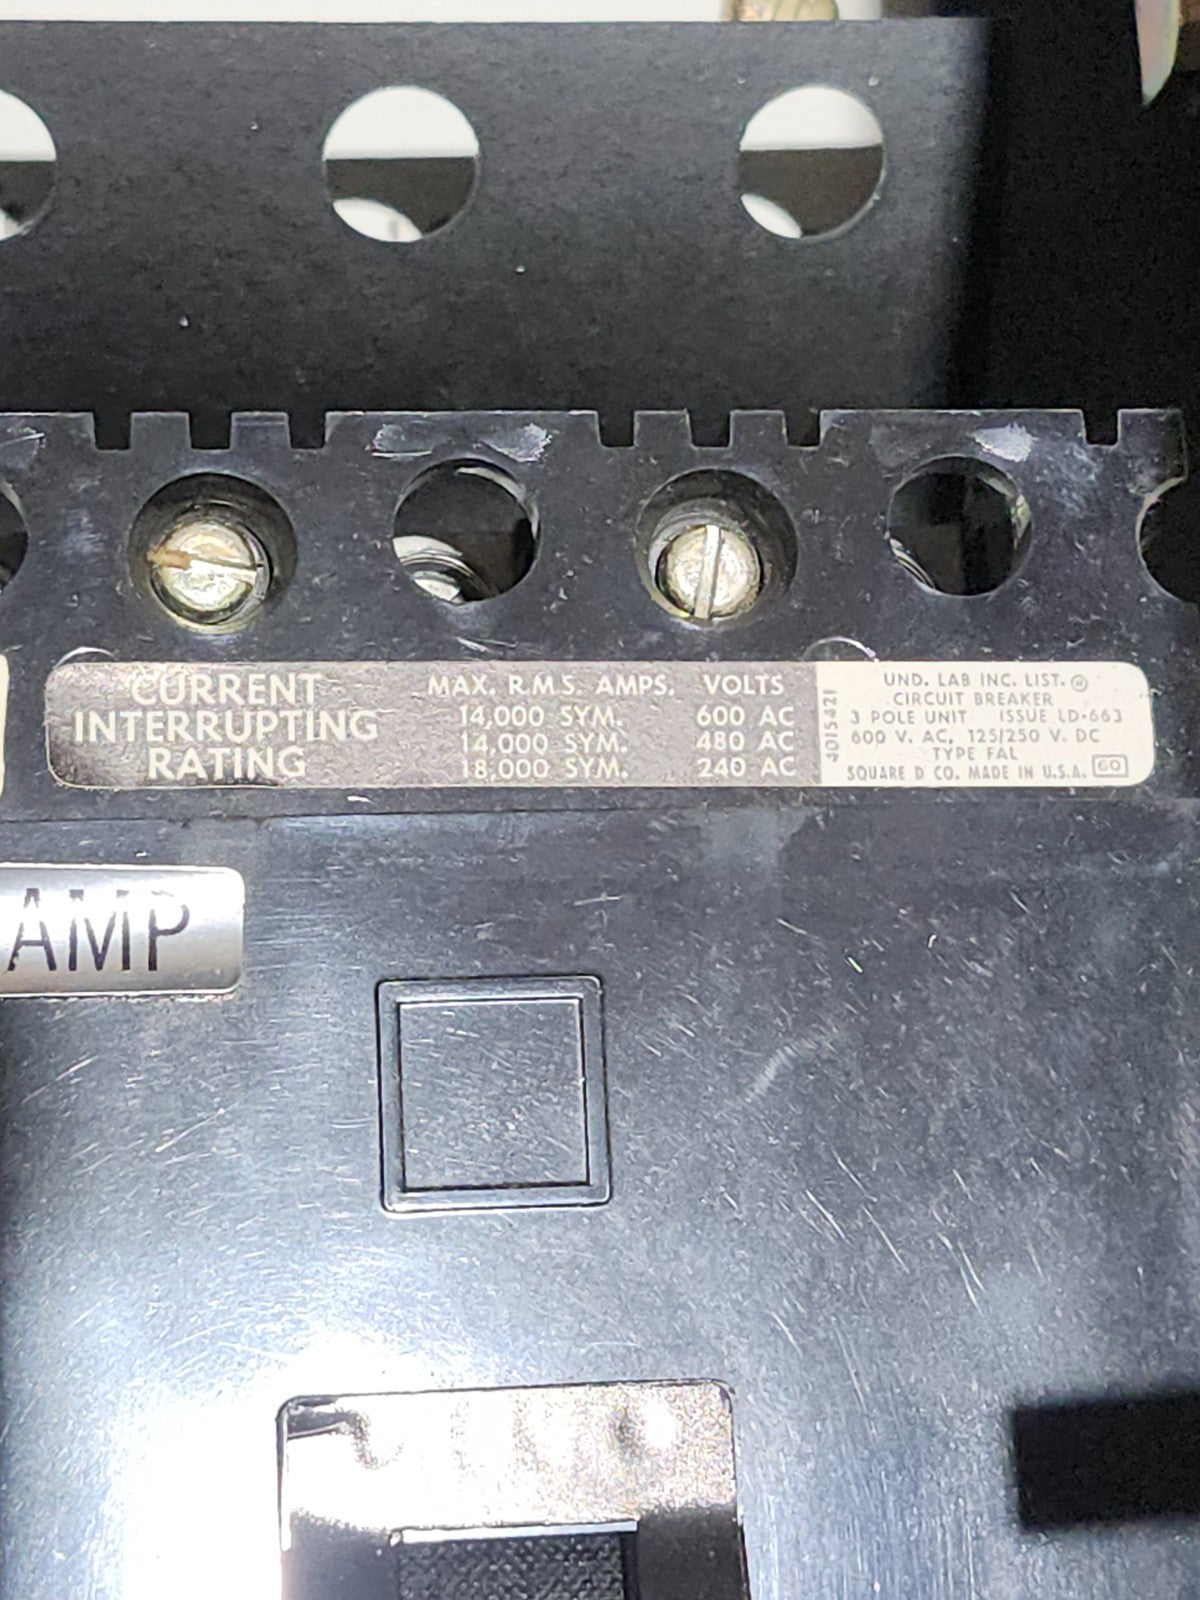 CURRENT
INTERRUPTING
RATING
MAX. R.M.S. AMPS. VOLTS
14,000 SYM. 600 AC
14,000 SYM. 480 AC
18,000 SYM. 240 AC
4015421
UND. LAB INC. LIST. ®
CIRCUIT BREAKER
3 POLE UNIT ISSUE LD-663
600 V. AC, 125/250 V. DC
TYPE FAL
SQUARE D CO. MADE IN U.S.A. 60
AMP